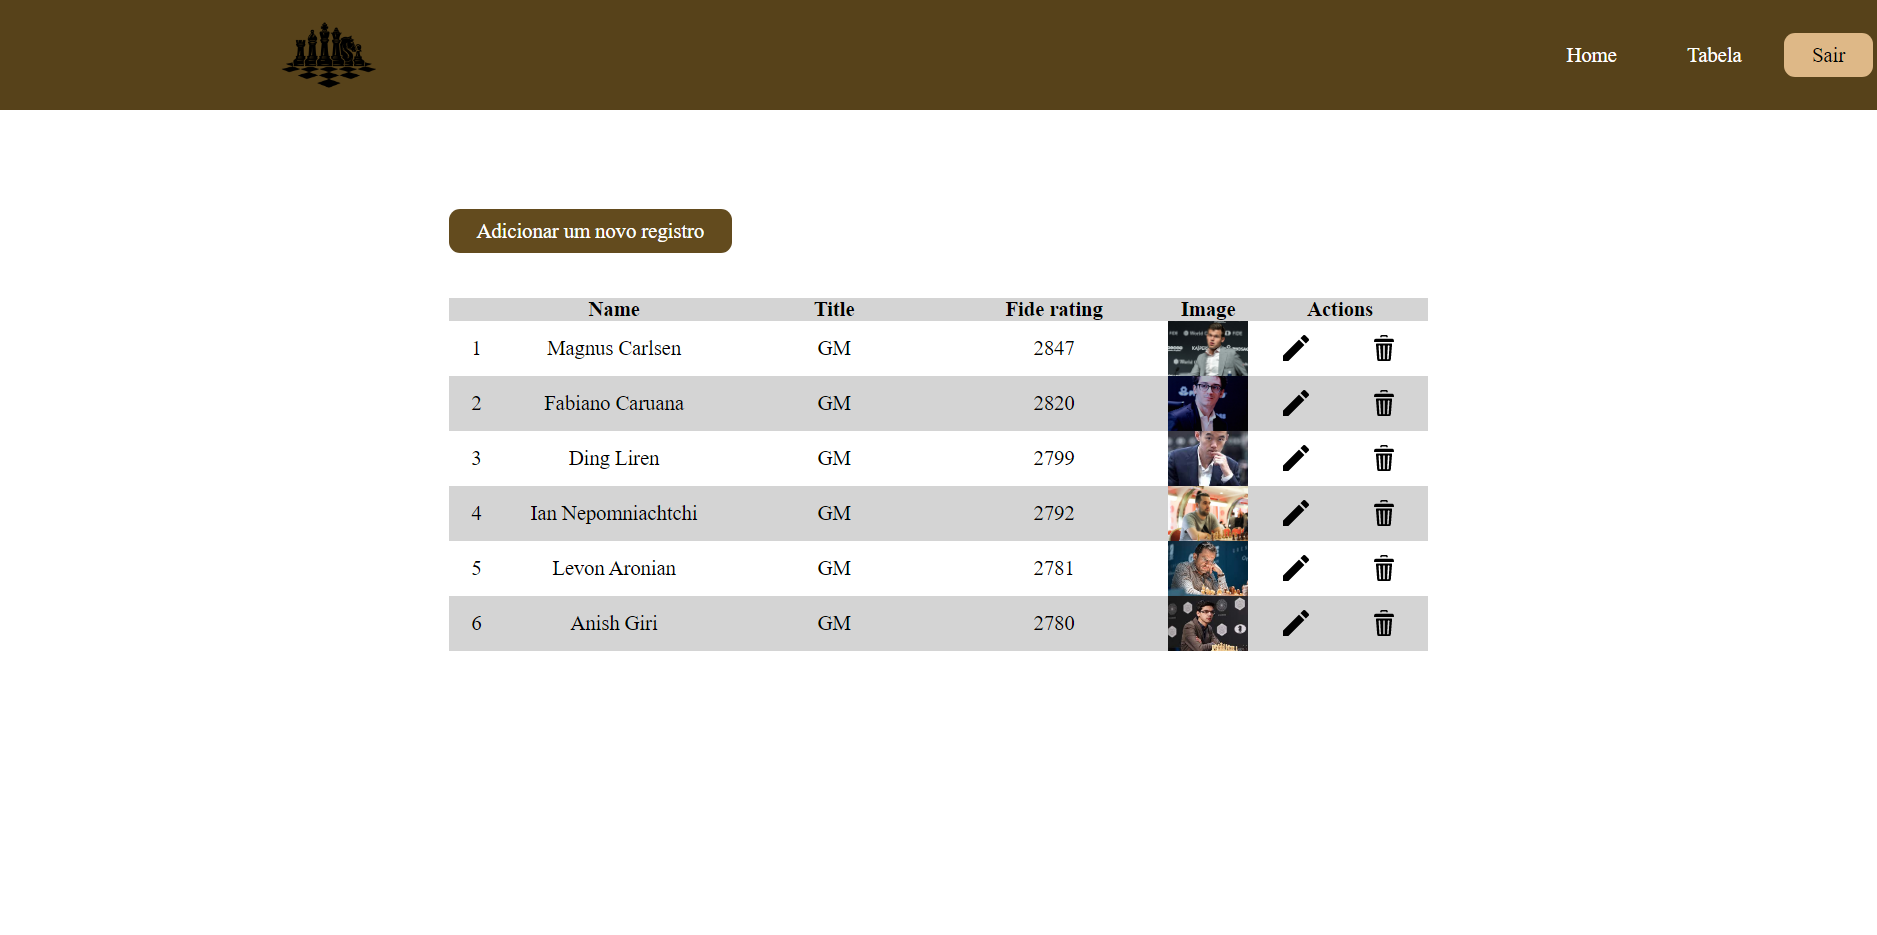 Home Tabela Sair
Adicionar um novo registro
Name Title Fide rating Image Actions
1 Magnus Carlsen GM 2847
2 Fabiano Caruana GM 2820
3 Ding Liren GM 2799
4 Ian Nepomniachtchi GM 2792
5 Levon Aronian GM 2781
6 Anish Giri GM 2780